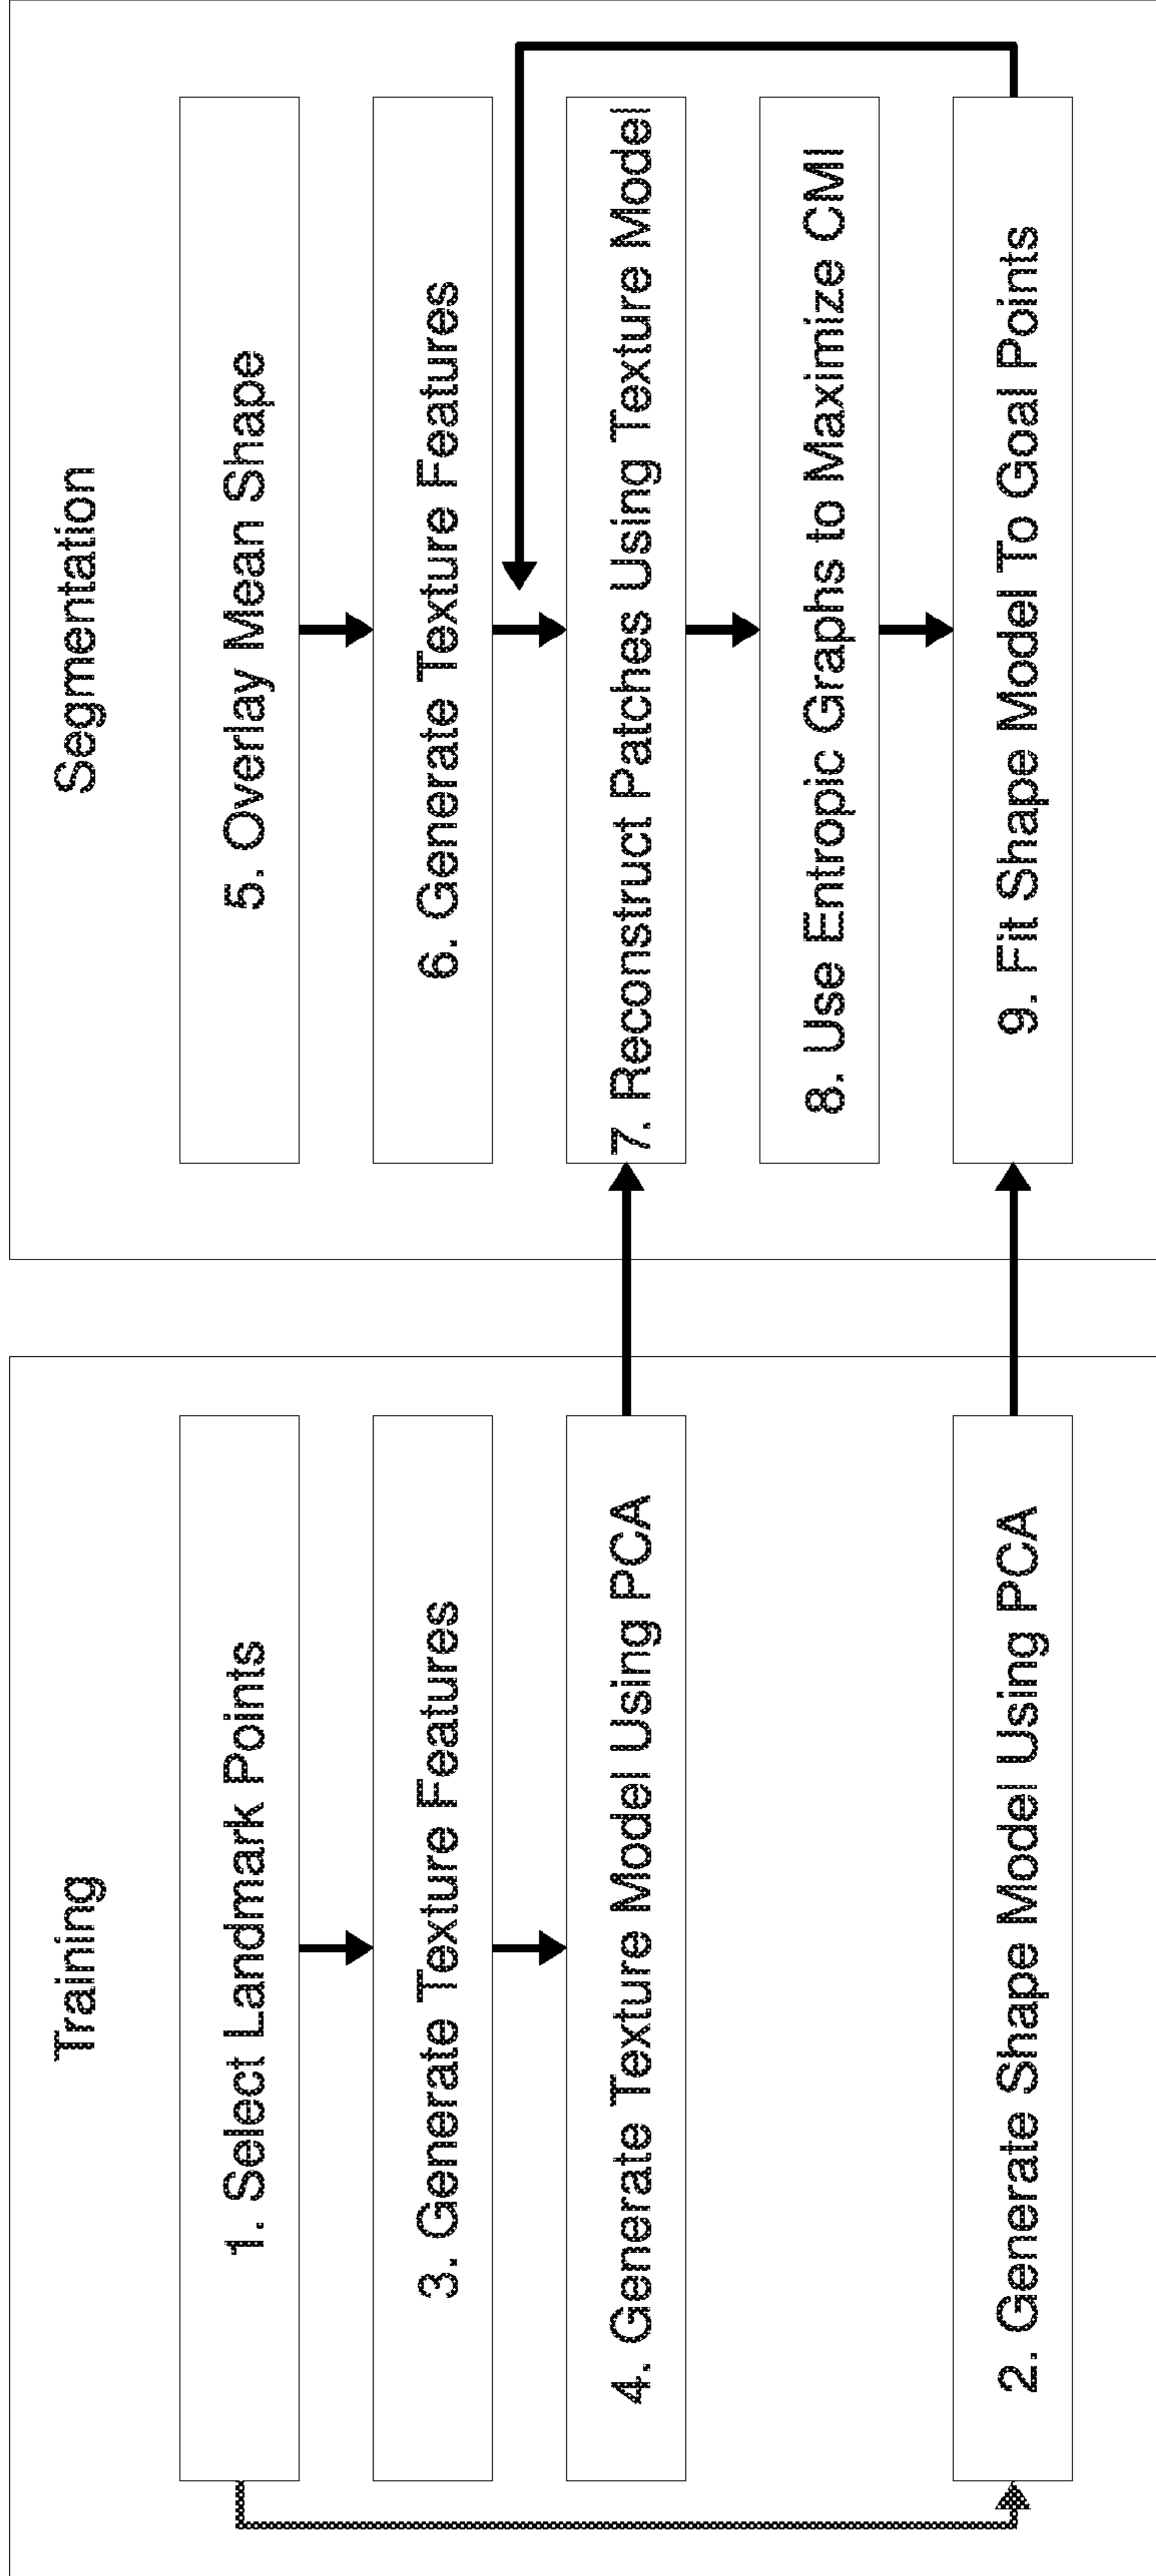 Training
1. Select Landmark Points
3. Generate Texture Features
4. Generate Texture Model Using PCA
2. Generate Shape Model Using PCA
Segmentation
5. Overlay Mean Shape
6. Generate Texture Features
7. Reconstruct Patches Using Texture Model
8. Use Entropic Graphs to Maximize CMI
9. Fit Shape Model To Goal Points